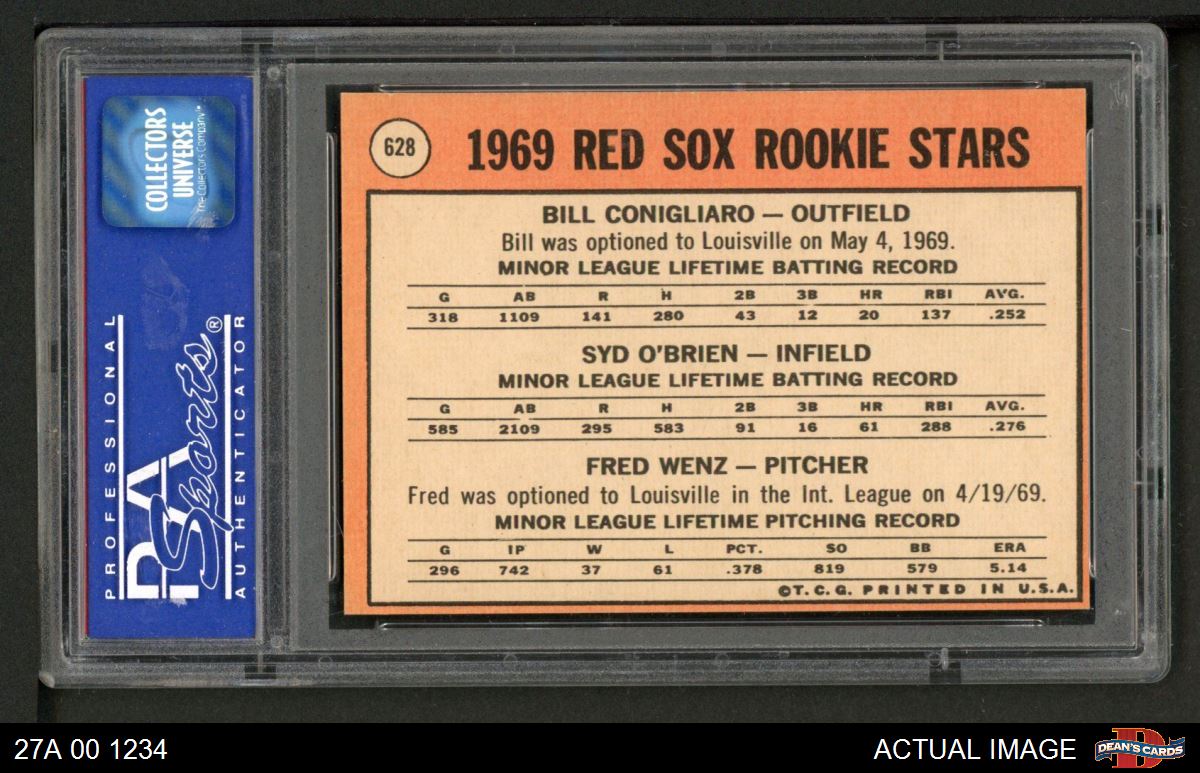 COLLECTORS
UNIVERSE
The Collectors Company
PROFESSIONAL
PSA
Sports®
AUTHENTICATOR
628
1969 RED SOX ROOKIE STARS
BILL CONIGLIARO — OUTFIELD
Bill was optioned to Louisville on May 4, 1969.
MINOR LEAGUE LIFETIME BATTING RECORD
G AB R H 2B 3B HR RBI AVG.
318 1109 141 280 43 12 20 137 .252
SYD O'BRIEN — INFIELD
MINOR LEAGUE LIFETIME BATTING RECORD
G AB R H 2B 3B HR RBI AVG.
585 2109 295 583 91 16 61 288 .276
FRED WENZ — PITCHER
Fred was optioned to Louisville in the Int. League on 4/19/69.
MINOR LEAGUE LIFETIME PITCHING RECORD
G IP W L PCT. SO BB ERA
296 742 37 61 .378 819 579 5.14
©T.C.G. PRINTED IN U.S.A.
27A 00 1234
ACTUAL IMAGE
DEAN'S CARDS